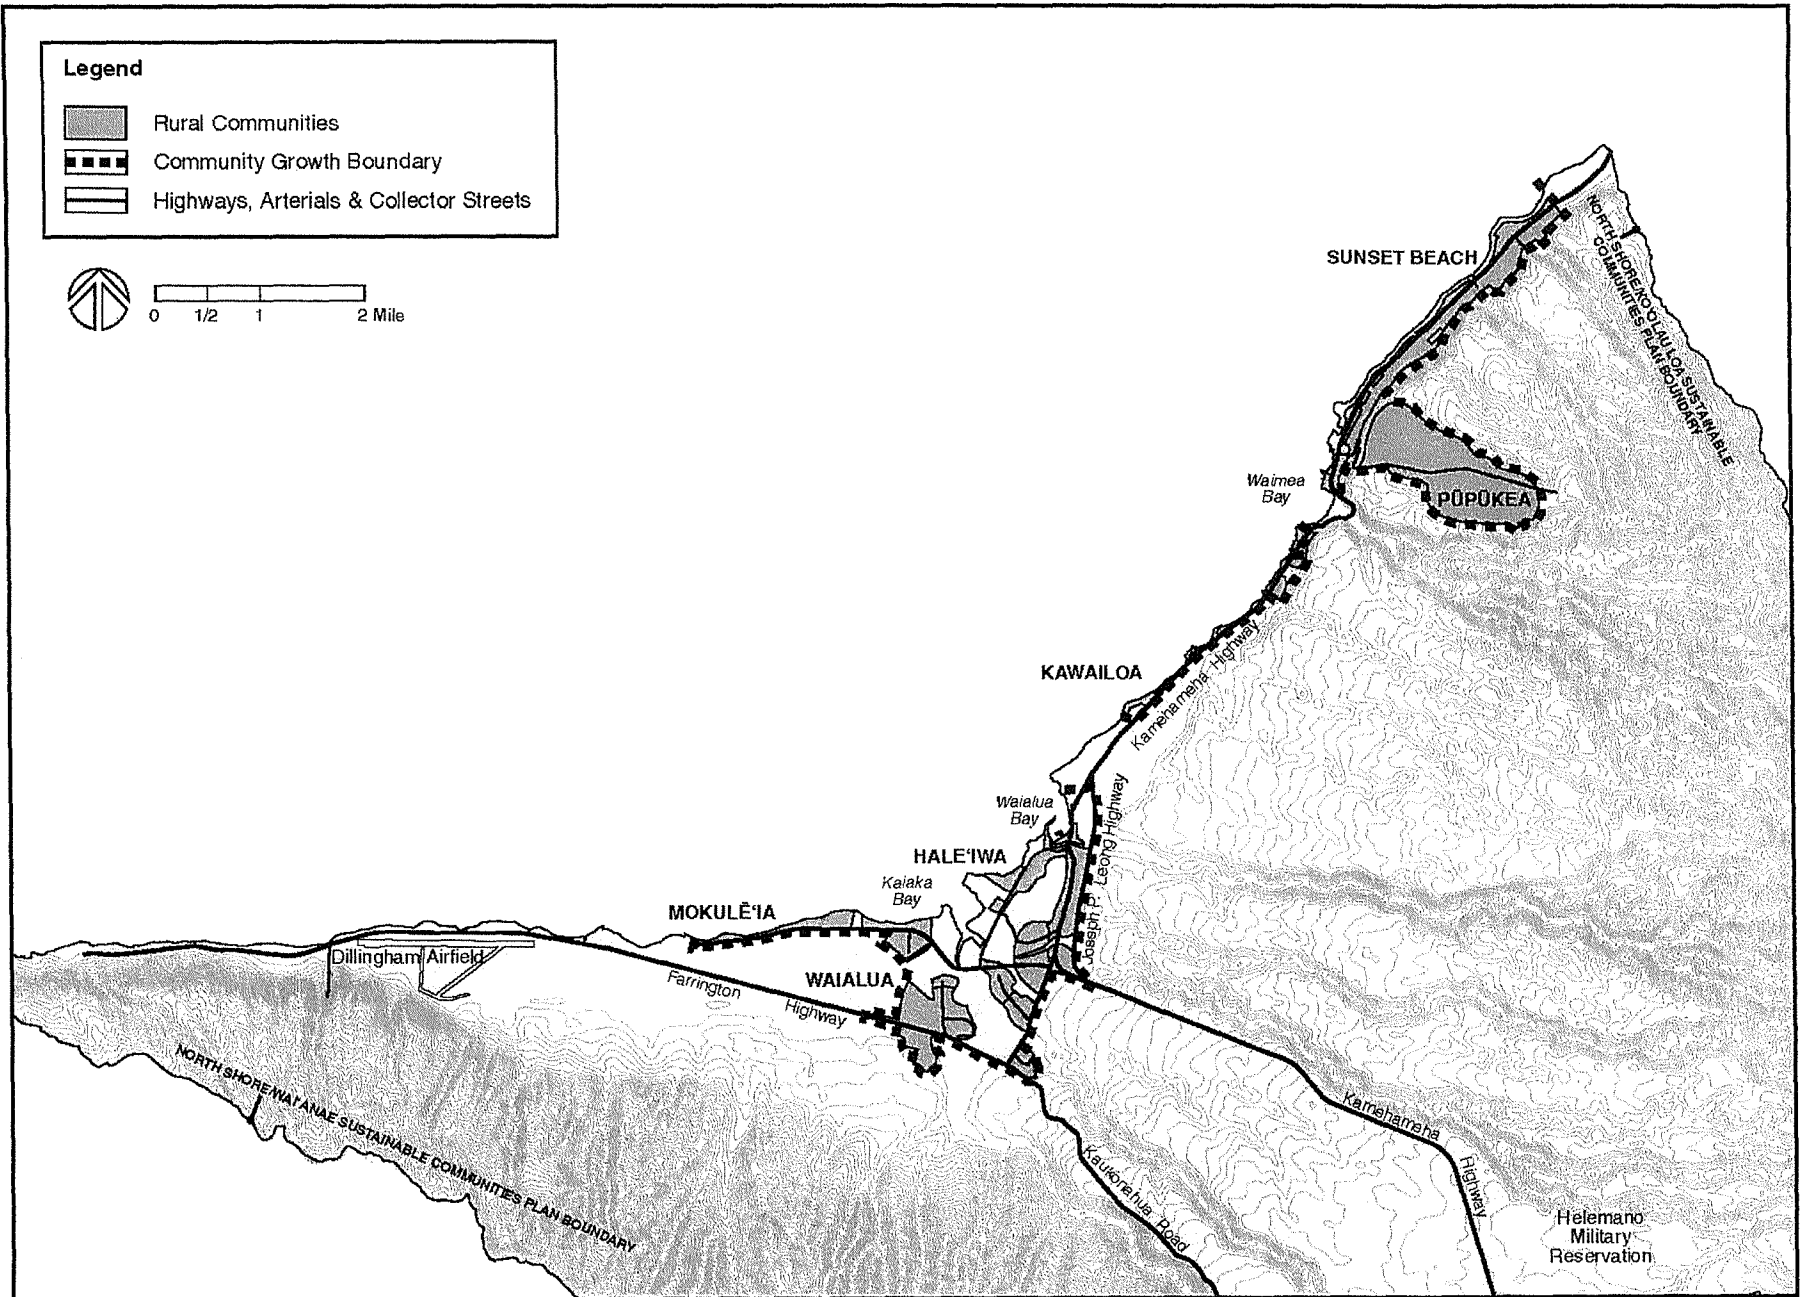 Legend
Rural Communities
Community Growth Boundary
Highways, Arterials & Collector Streets
0 1/2 1 2 Mile
SUNSET BEACH
NORTH SHORE/KO'OLAU LOA SUSTAINABLE
COMMUNITIES PLAN BOUNDARY
Waimea
Bay
PŪPŪKEA
KAWAILOA
Kamehameha Highway
Waialua
Bay
Joseph P. Leong Highway
HALE'IWA
Kaiaka
Bay
MOKULĒ'IA
Dillingham Airfield
WAIALUA
Farrington
Highway
NORTH SHORE/WAI'ANAE SUSTAINABLE COMMUNITIES PLAN BOUNDARY
Kaukonahua Road
Kamehameha
Highway
Helemano
Military
Reservation